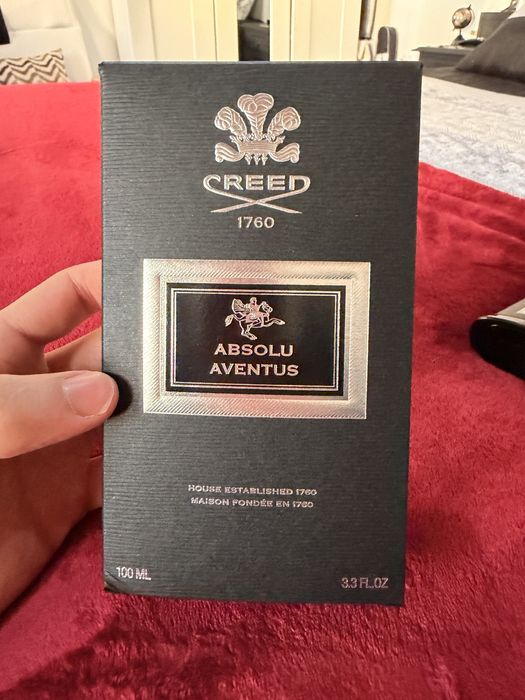 CREED
1760
ABSOLU
AVENTUS
HOUSE ESTABLISHED 1760
MAISON FONDÉE EN 1760
100 ML
3.3 FL.OZ